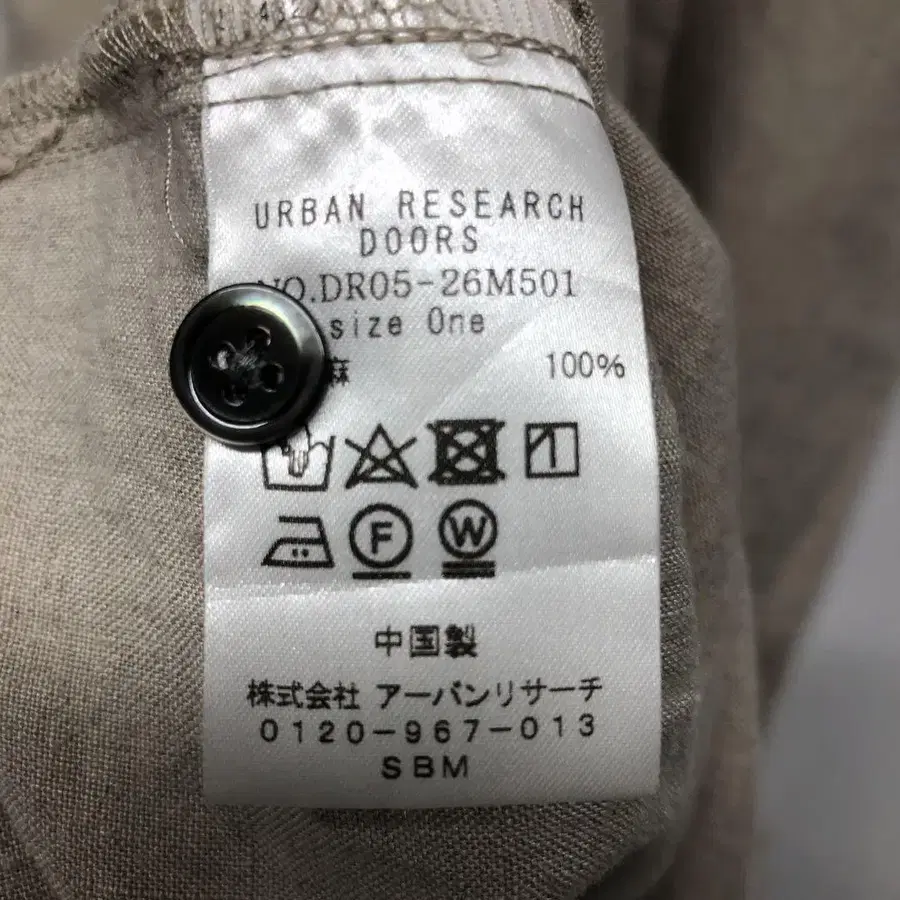 URBAN RESEARCH
DOORS
NO.DR05-26M501
size One
麻 100%
F W
中国製
株式会社 アーバンリサーチ
0120-967-013
SBM